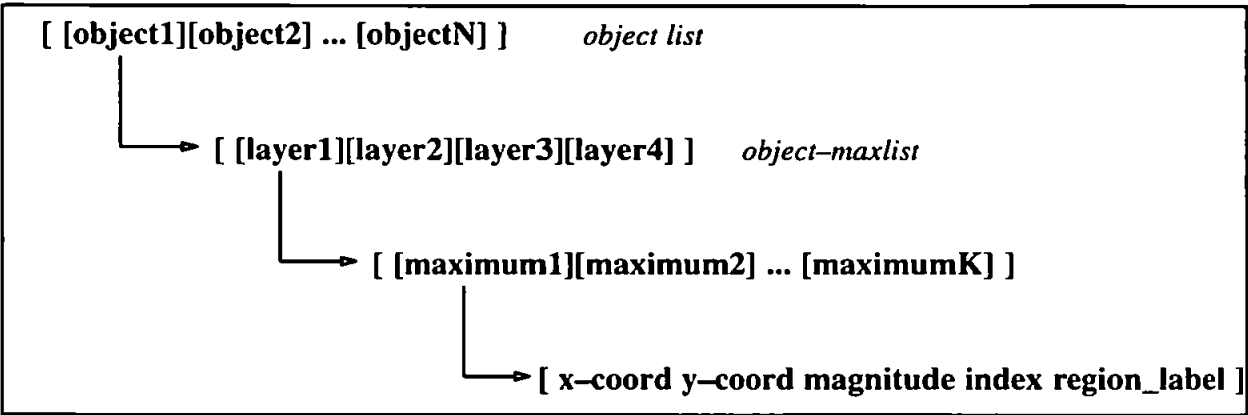 [ [object1][object2] ... [objectN] ] object list
[ [layer1][layer2][layer3][layer4] ] object–maxlist
[ [maximum1][maximum2] ... [maximumK] ]
[ x–coord y–coord magnitude index region_label ]